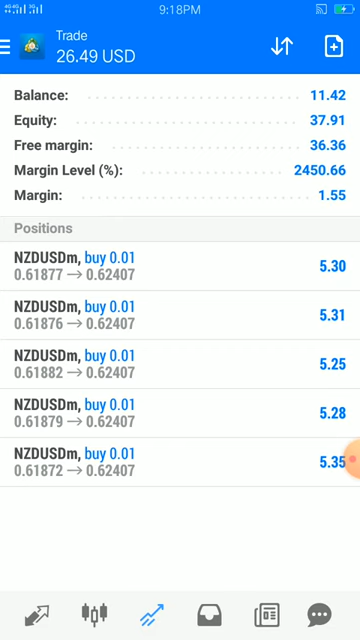 4G 3G 9:18PM
Trade
26.49 USD
Balance: 11.42
Equity: 37.91
Free margin: 36.36
Margin Level (%): 2450.66
Margin: 1.55
Positions
NZDUSDm, buy 0.01
0.61877 → 0.62407 5.30
NZDUSDm, buy 0.01
0.61876 → 0.62407 5.31
NZDUSDm, buy 0.01
0.61882 → 0.62407 5.25
NZDUSDm, buy 0.01
0.61879 → 0.62407 5.28
NZDUSDm, buy 0.01
0.61872 → 0.62407 5.35